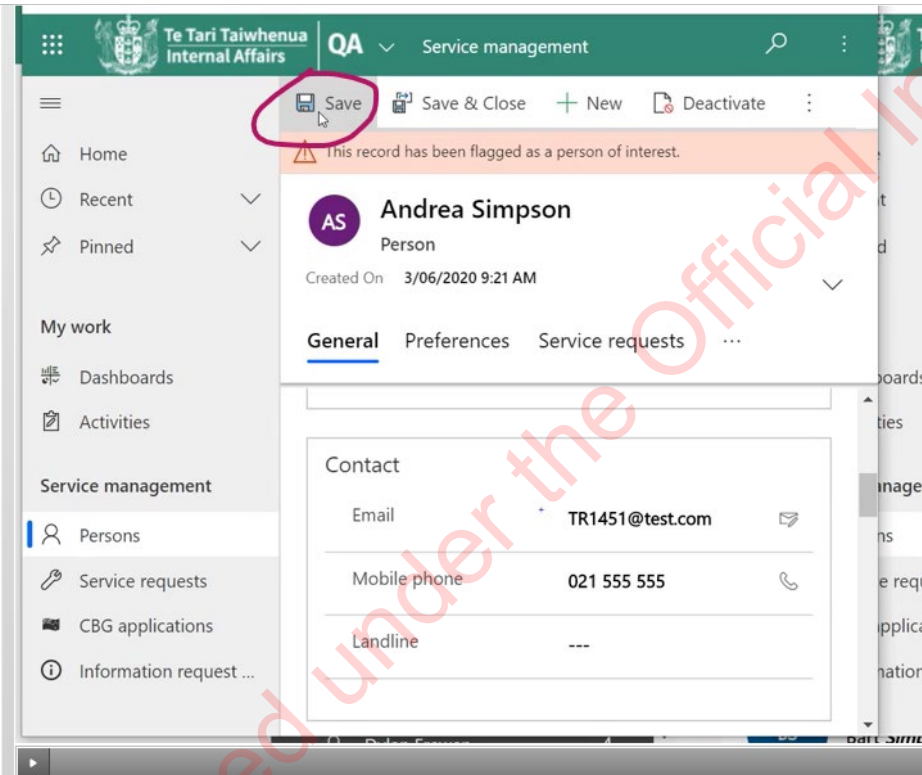 Te Tari Taiwhenua
Internal Affairs
QA
Service management
Save
Save & Close
New
Deactivate
This record has been flagged as a person of interest.
Home
Recent
Pinned
AS
Andrea Simpson
Person
Created On 3/06/2020 9:21 AM
General Preferences Service requests ...
My work
Dashboards
Activities
Service management
Persons
Service requests
CBG applications
Information request ...
Contact
Email TR1451@test.com
Mobile phone 021 555 555
Landline ---
ed under the Official I